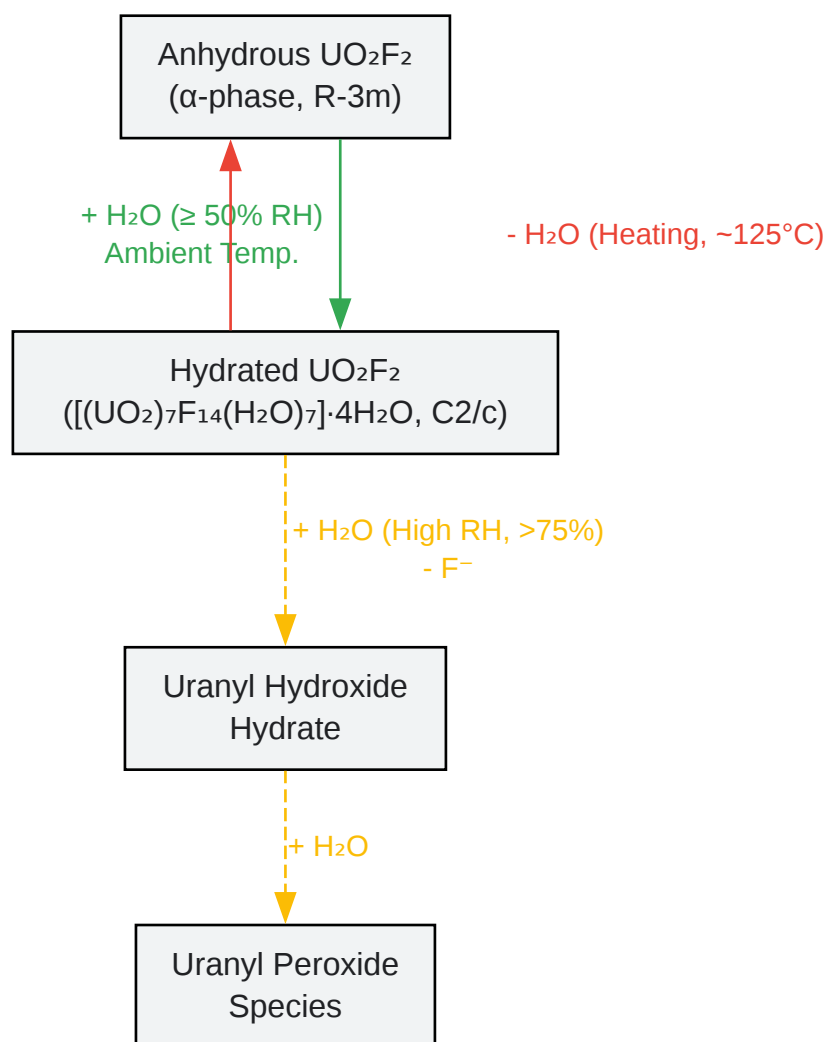 Anhydrous UO₂F₂
(α-phase, R-3m)
+ H₂O (≥ 50% RH)
Ambient Temp.
- H₂O (Heating, ~125°C)
Hydrated UO₂F₂
([(UO₂)₇F₁₄(H₂O)₇]·4H₂O, C2/c)
+ H₂O (High RH, >75%)
- F⁻
Uranyl Hydroxide
Hydrate
+ H₂O
Uranyl Peroxide
Species